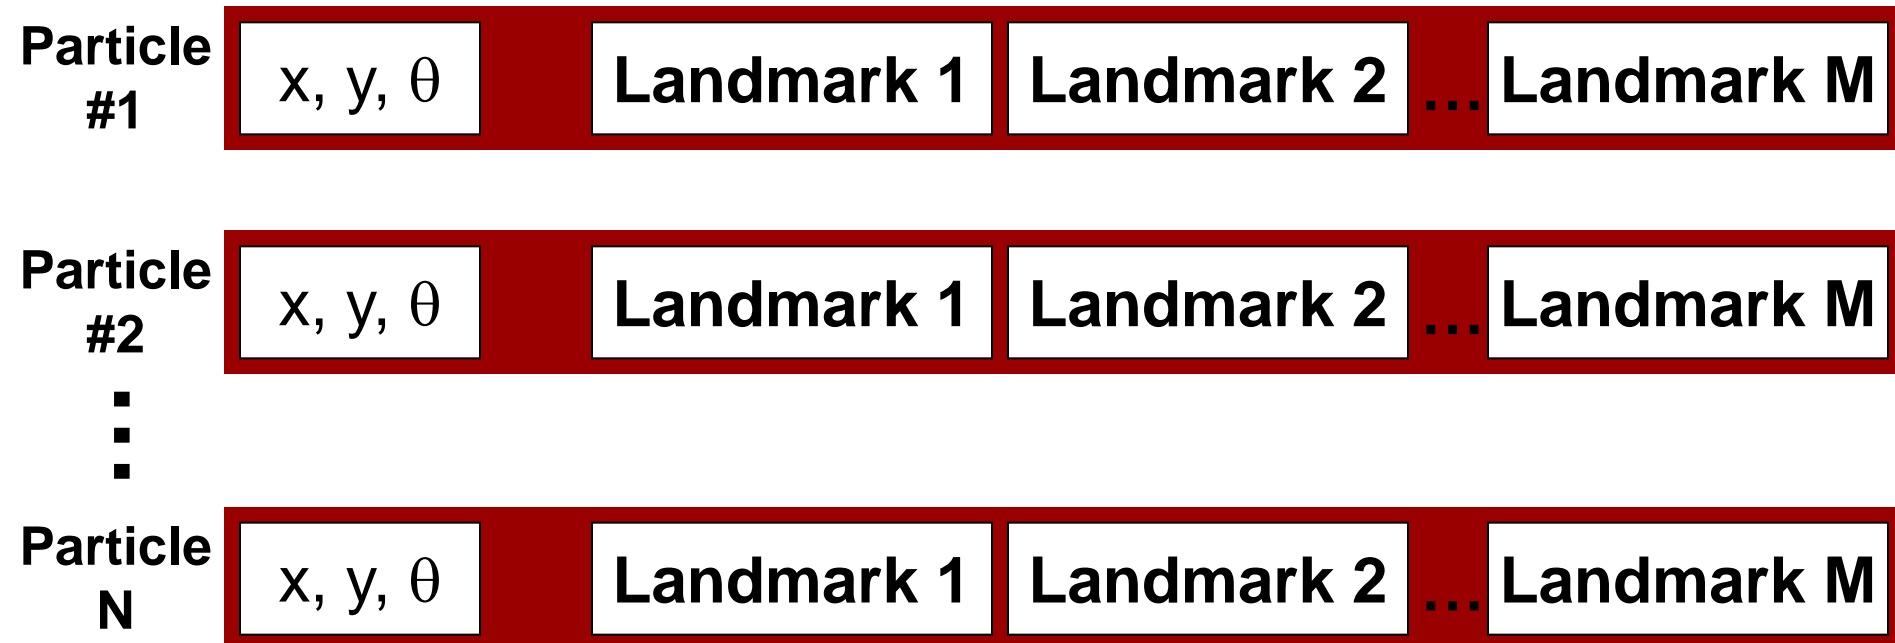 Particle
#1
x, y, θ
Landmark 1
Landmark 2
...
Landmark M
Particle
#2
x, y, θ
Landmark 1
Landmark 2
...
Landmark M
⋮
Particle
N
x, y, θ
Landmark 1
Landmark 2
...
Landmark M